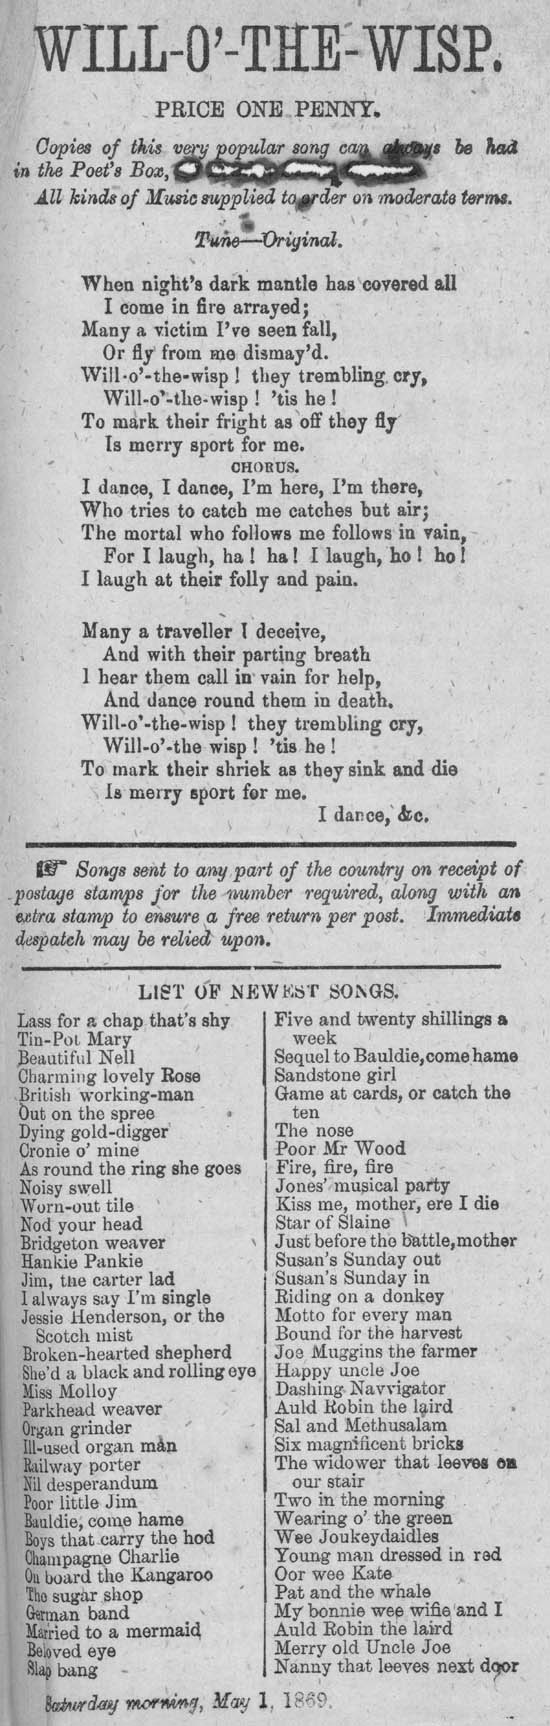 WILL-O'-THE-WISP.
PRICE ONE PENNY.
Copies of this very popular song can always be had
in the Poet's Box,
All kinds of Music supplied to order on moderate terms.
Tune—Original.
When night's dark mantle has covered all
I come in fire arrayed;
Many a victim I've seen fall,
Or fly from me dismay'd.
Will-o'-the-wisp ! they trembling cry,
Will-o'-the-wisp ! 'tis he !
To mark their fright as off they fly
Is merry sport for me.
CHORUS.
I dance, I dance, I'm here, I'm there,
Who tries to catch me catches but air;
The mortal who follows me follows in vain,
For I laugh, ha ! ha ! I laugh, ho ! ho !
I laugh at their folly and pain.
Many a traveller I deceive,
And with their parting breath
I hear them call in vain for help,
And dance round them in death.
Will-o'-the-wisp ! they trembling cry,
Will-o'-the wisp ! 'tis he !
To mark their shriek as they sink and die
Is merry sport for me.
I dance, &c.
☞ Songs sent to any part of the country on receipt of
postage stamps for the number required, along with an
extra stamp to ensure a free return per post. Immediate
despatch may be relied upon.
LIST OF NEWEST SONGS.
Lass for a chap that's shy
Tin-Pot Mary
Beautiful Nell
Charming lovely Rose
British working-man
Out on the spree
Dying gold-digger
Cronie o' mine
As round the ring she goes
Noisy swell
Worn-out tile
Nod your head
Bridgeton weaver
Hankie Pankie
Jim, the carter lad
I always say I'm single
Jessie Henderson, or the
Scotch mist
Broken-hearted shepherd
She'd a black and rolling eye
Miss Molloy
Parkhead weaver
Organ grinder
Ill-used organ man
Railway porter
Nil desperandum
Poor little Jim
Bauldie, come hame
Boys that carry the hod
Champagne Charlie
On board the Kangaroo
The sugar shop
German band
Married to a mermaid
Beloved eye
Slap bang
Five and twenty shillings a
week
Sequel to Bauldie, come hame
Sandstone girl
Game at cards, or catch the
ten
The nose
Poor Mr Wood
Fire, fire, fire
Jones' musical party
Kiss me, mother, ere I die
Star of Slaine
Just before the battle, mother
Susan's Sunday out
Susan's Sunday in
Riding on a donkey
Motto for every man
Bound for the harvest
Joe Muggins the farmer
Happy uncle Joe
Dashing Navvigator
Auld Robin the laird
Sal and Methusalam
Six magnificent bricks
The widower that leeves on
our stair
Two in the morning
Wearing o' the green
Wee Joukeydaidles
Young man dressed in red
Oor wee Kate
Pat and the whale
My bonnie wee wifie and I
Auld Robin the laird
Merry old Uncle Joe
Nanny that leeves next door
Saturday morning, May 1, 1869.